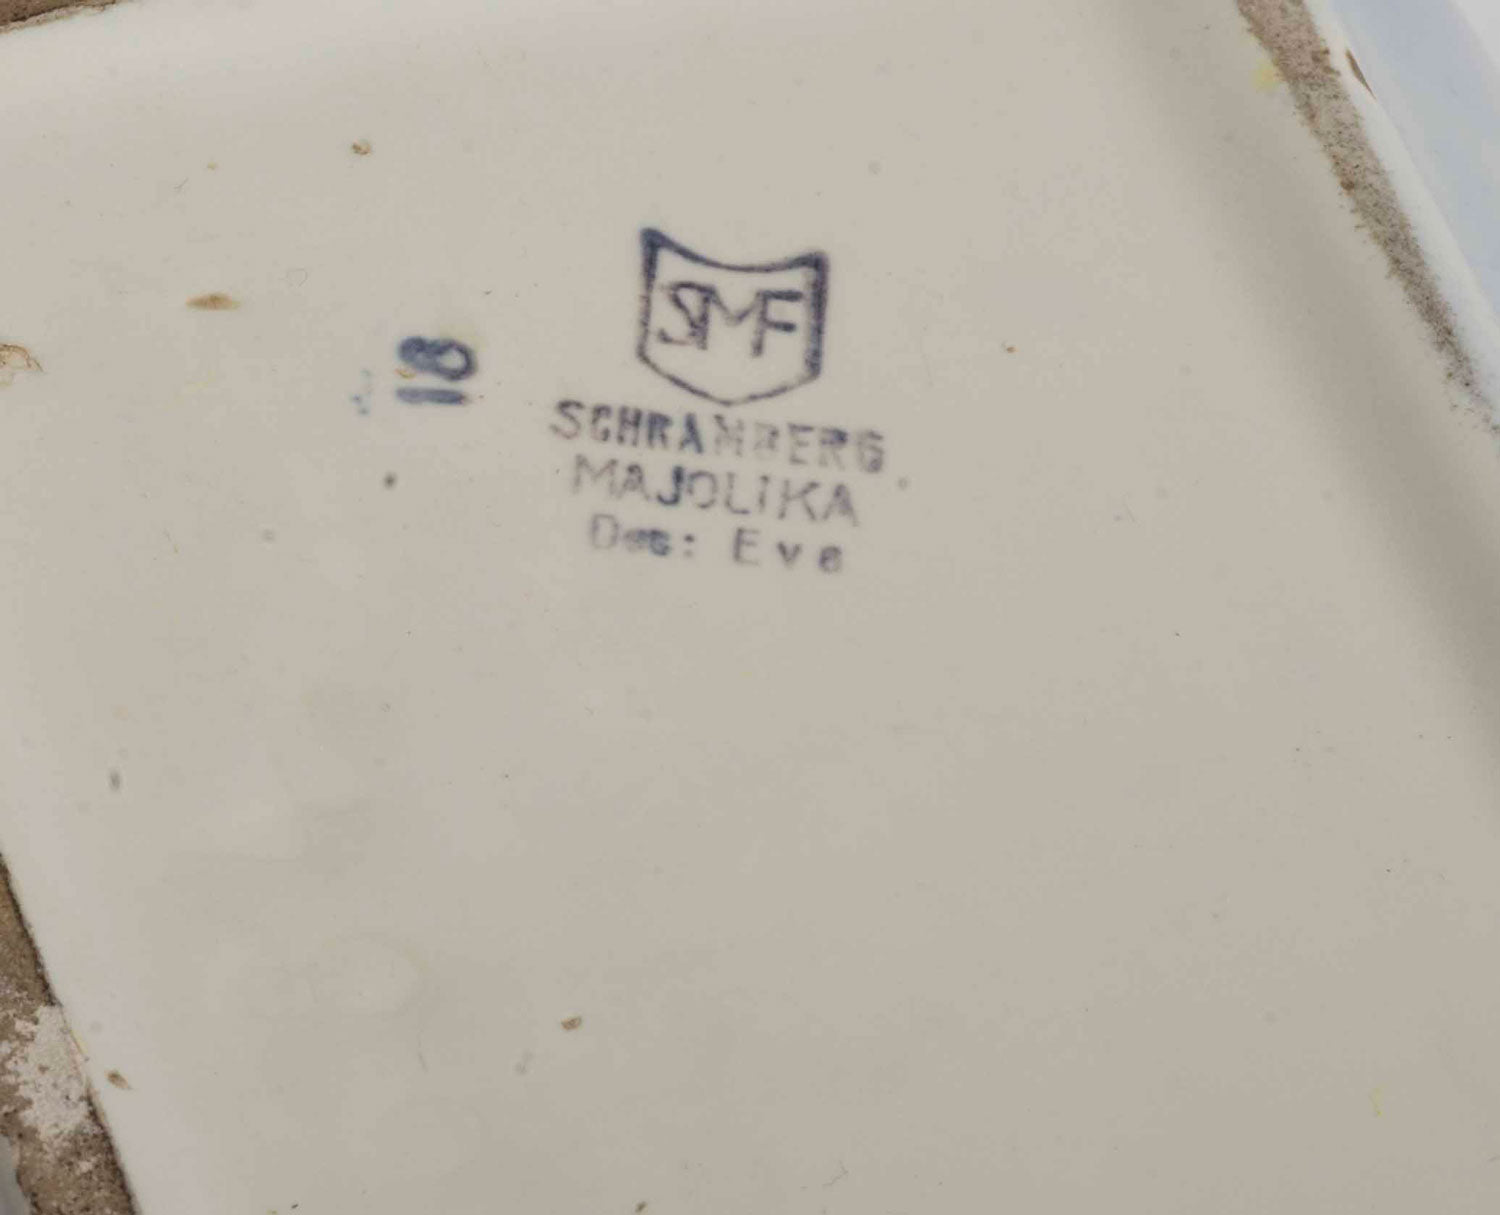 SMF
SCHRAMBERG
MAJOLIKA
Des: Eve
18